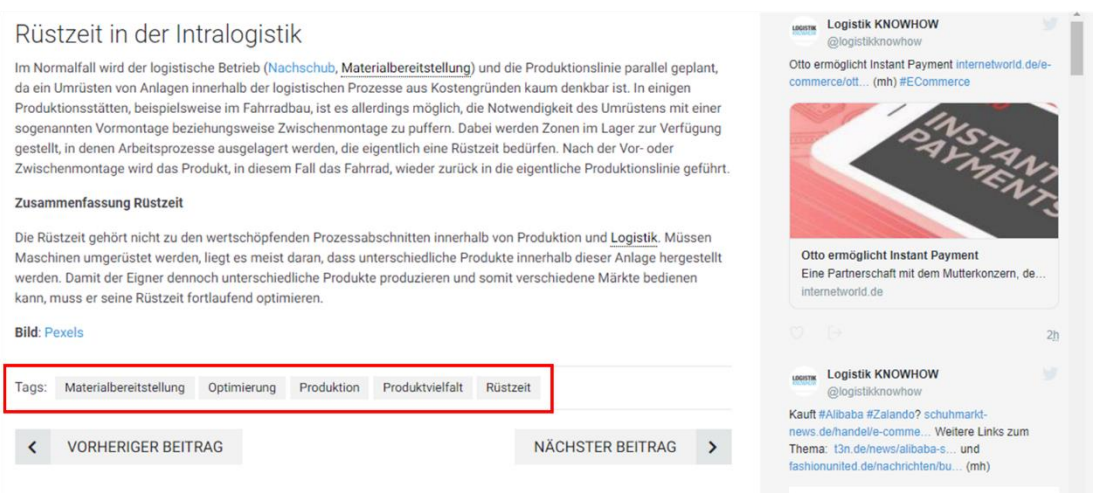 Rüstzeit in der Intralogistik
Im Normalfall wird der logistische Betrieb (Nachschub, Materialbereitstellung) und die Produktionslinie parallel geplant,
da ein Umrüsten von Anlagen innerhalb der logistischen Prozesse aus Kostengründen kaum denkbar ist. In einigen
Produktionsstätten, beispielsweise im Fahrradbau, ist es allerdings möglich, die Notwendigkeit des Umrüstens mit einer
sogenannten Vormontage beziehungsweise Zwischenmontage zu puffern. Dabei werden Zonen im Lager zur Verfügung
gestellt, in denen Arbeitsprozesse ausgelagert werden, die eigentlich eine Rüstzeit bedürfen. Nach der Vor- oder
Zwischenmontage wird das Produkt, in diesem Fall das Fahrrad, wieder zurück in die eigentliche Produktionslinie geführt.
Zusammenfassung Rüstzeit
Die Rüstzeit gehört nicht zu den wertschöpfenden Prozessabschnitten innerhalb von Produktion und Logistik. Müssen
Maschinen umgerüstet werden, liegt es meist daran, dass unterschiedliche Produkte innerhalb dieser Anlage hergestellt
werden. Damit der Eigner dennoch unterschiedliche Produkte produzieren und somit verschiedene Märkte bedienen
kann, muss er seine Rüstzeit fortlaufend optimieren.
Bild: Pexels
Tags: Materialbereitstellung Optimierung Produktion Produktvielfalt Rüstzeit
VORHERIGER BEITRAG
NÄCHSTER BEITRAG
Logistik KNOWHOW
@logistikknowhow
Otto ermöglicht Instant Payment internetworld.de/e-
commerce/ott… (mh) #ECommerce
INSTANT
PAYMENTS
Otto ermöglicht Instant Payment
Eine Partnerschaft mit dem Mutterkonzern, de…
internetworld.de
2h
Logistik KNOWHOW
@logistikknowhow
Kauft #Alibaba #Zalando? schuhmarkt-
news.de/handel/e-comme… Weitere Links zum
Thema: t3n.de/news/alibaba-s… und
fashionunited.de/nachrichten/bu… (mh)